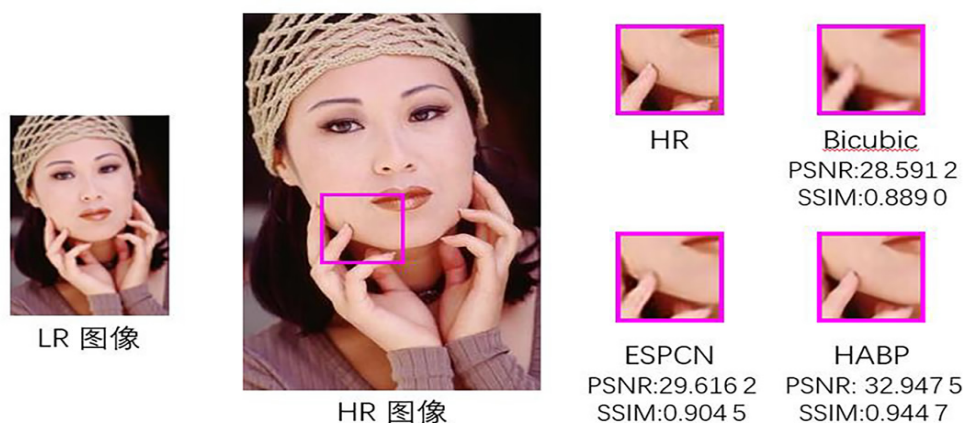 LR 图像
HR 图像
HR
Bicubic
PSNR:28.591 2
SSIM:0.889 0
ESPCN
PSNR:29.616 2
SSIM:0.904 5
HABP
PSNR: 32.947 5
SSIM:0.944 7